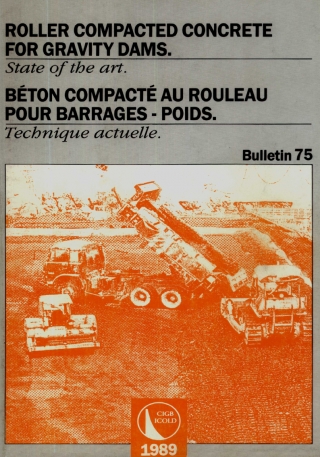 ROLLER COMPACTED CONCRETE
FOR GRAVITY DAMS.
State of the art.
BÉTON COMPACTÉ AU ROULEAU
POUR BARRAGES - POIDS.
Technique actuelle.
Bulletin 75
CIGB
ICOLD
1989